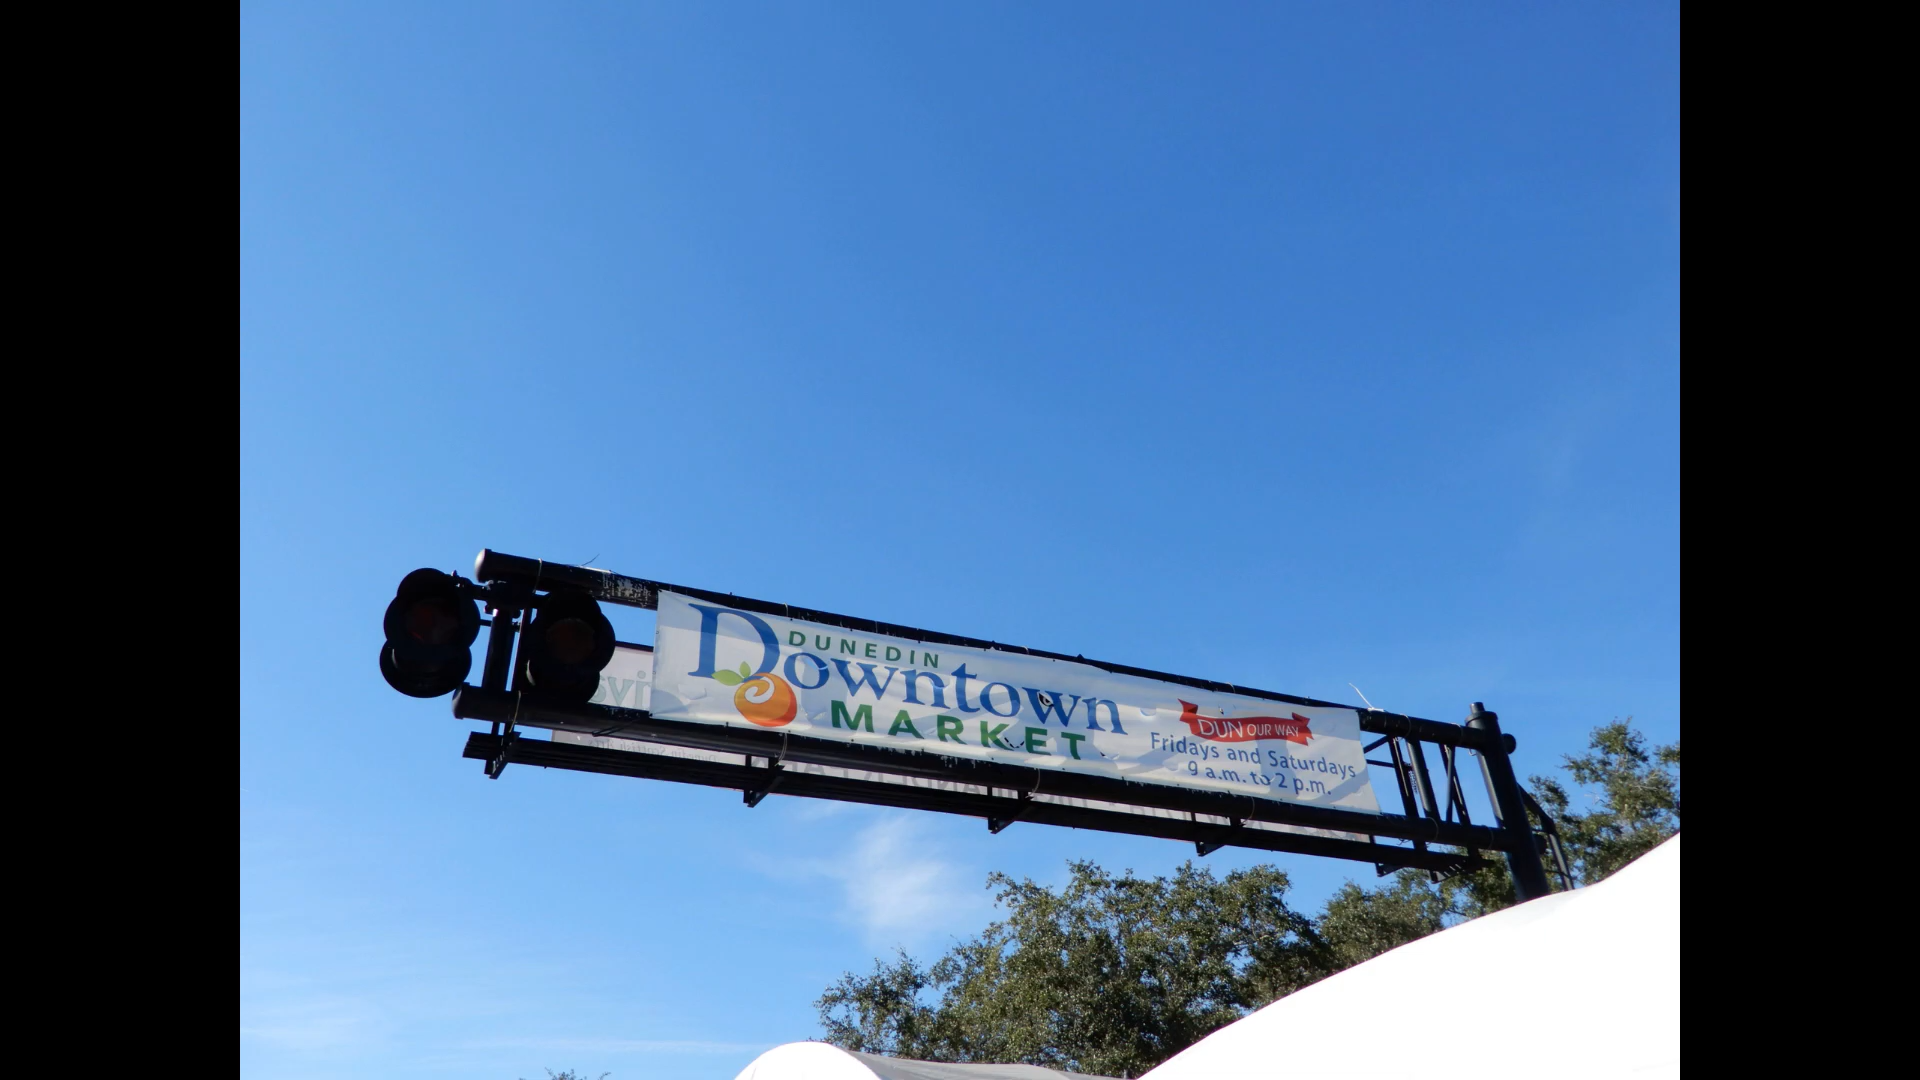 DUNEDIN
Downtown
MARKET
DUN OUR WAY
Fridays and Saturdays
9 a.m. to 2 p.m.